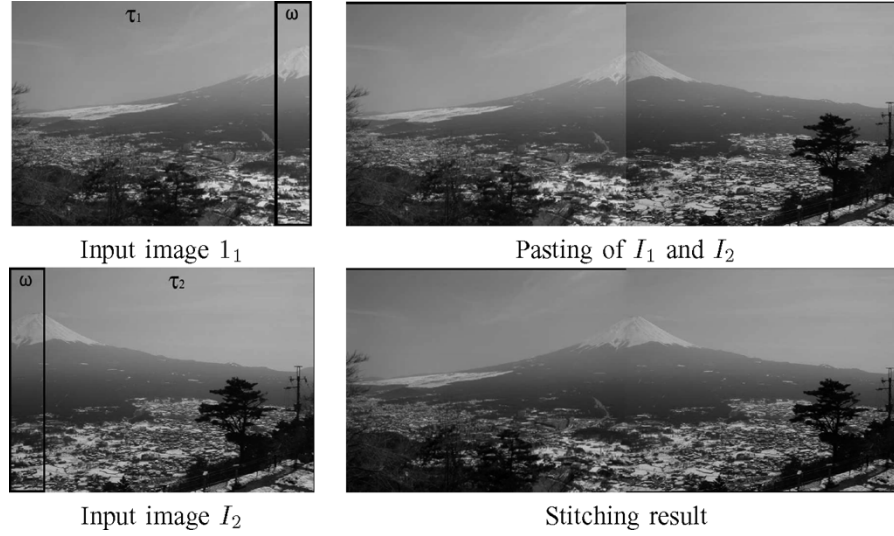 τ₁ ω
Input image 1₁
Pasting of I₁ and I₂
ω τ₂
Input image I₂
Stitching result